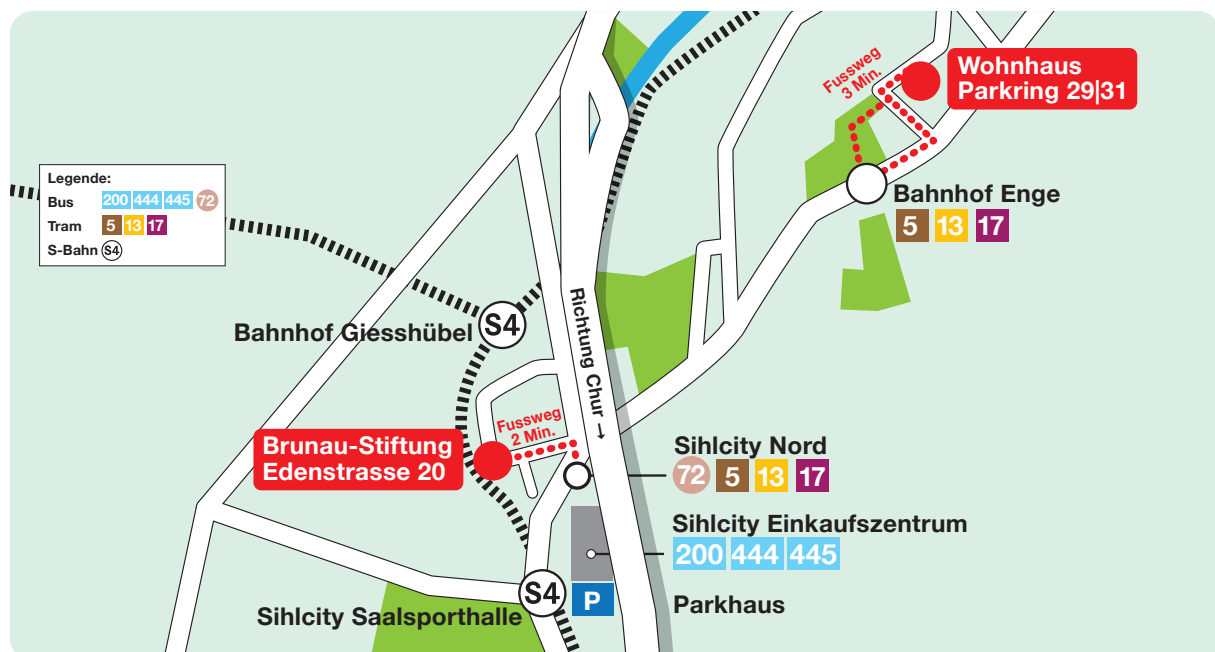 Legende:
Bus 200 444 445 72
Tram 5 13 17
S-Bahn S4
Fussweg
3 Min.
Wohnhaus
Parkring 29|31
Bahnhof Enge
5 13 17
Bahnhof Giesshübel S4
Richtung Chur →
Fussweg
2 Min.
Brunau-Stiftung
Edenstrasse 20
Sihlcity Nord
72 5 13 17
Sihlcity Einkaufszentrum
200 444 445
Sihlcity Saalsporthalle S4
P Parkhaus